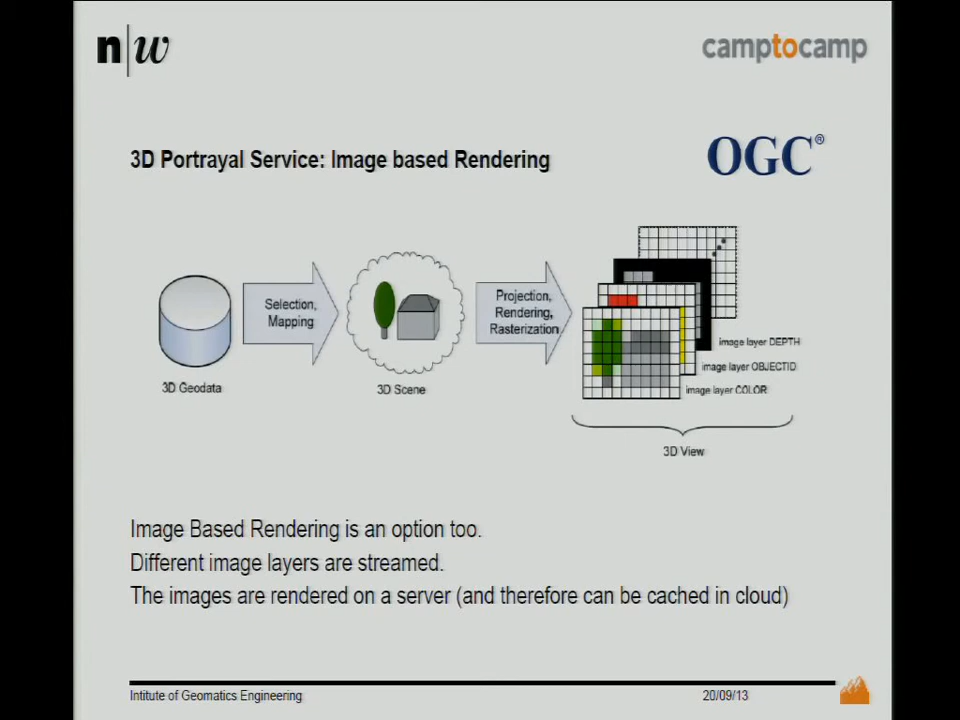 n|w
camptocamp
3D Portrayal Service: Image based Rendering
OGC®
Selection,
Mapping
Projection,
Rendering,
Rasterization
image layer DEPTH
image layer OBJECTID
image layer COLOR
3D Geodata
3D Scene
3D View
Image Based Rendering is an option too.
Different image layers are streamed.
The images are rendered on a server (and therefore can be cached in cloud)
Intitute of Geomatics Engineering
20/09/13